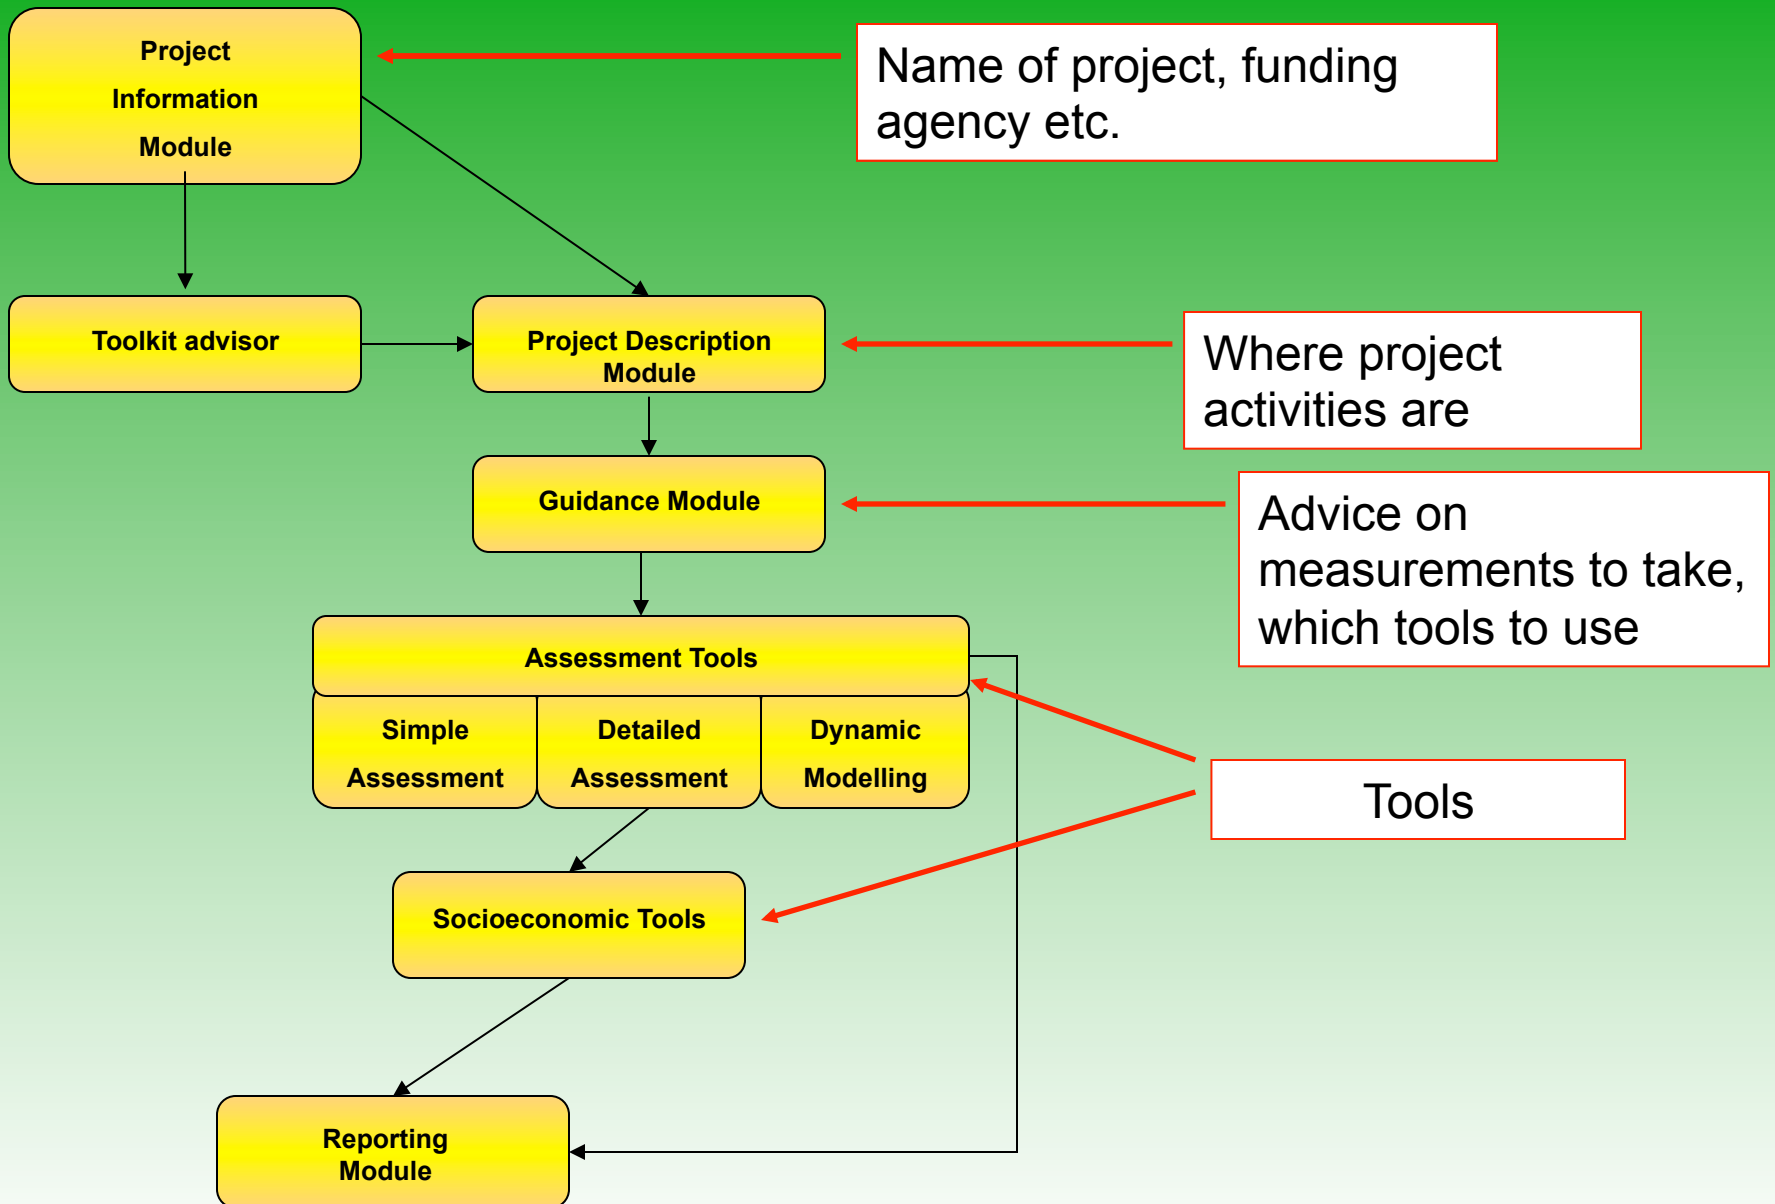 Project
Information
Module
Name of project, funding
agency etc.
Toolkit advisor
Project Description
Module
Where project
activities are
Guidance Module
Advice on
measurements to take,
which tools to use
Assessment Tools
Simple
Assessment
Detailed
Assessment
Dynamic
Modelling
Tools
Socioeconomic Tools
Reporting
Module